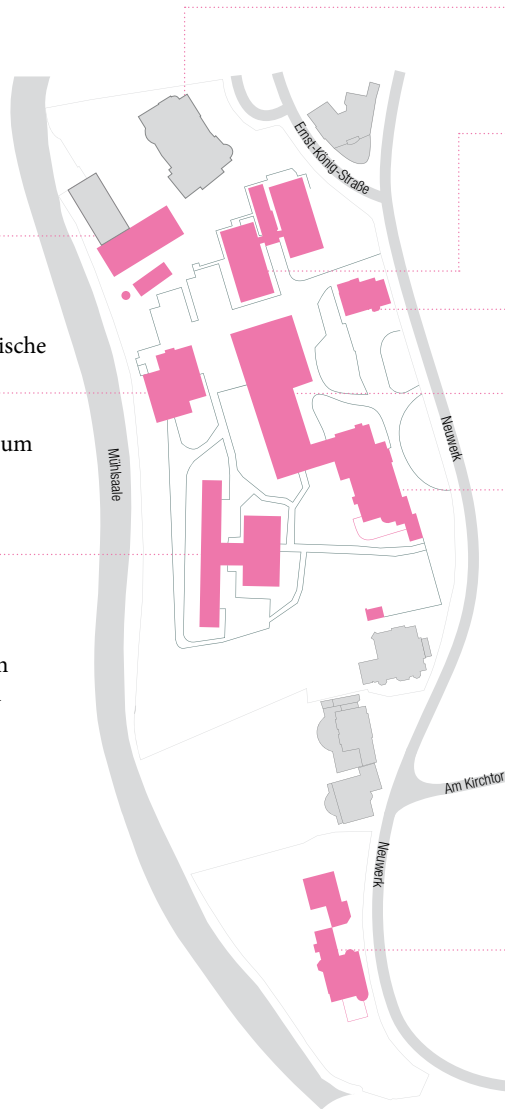 Ernst-König-Straße
ische
um
Neuwerk
Mühlsaale
n
Am Kirchtor
Neuwerk